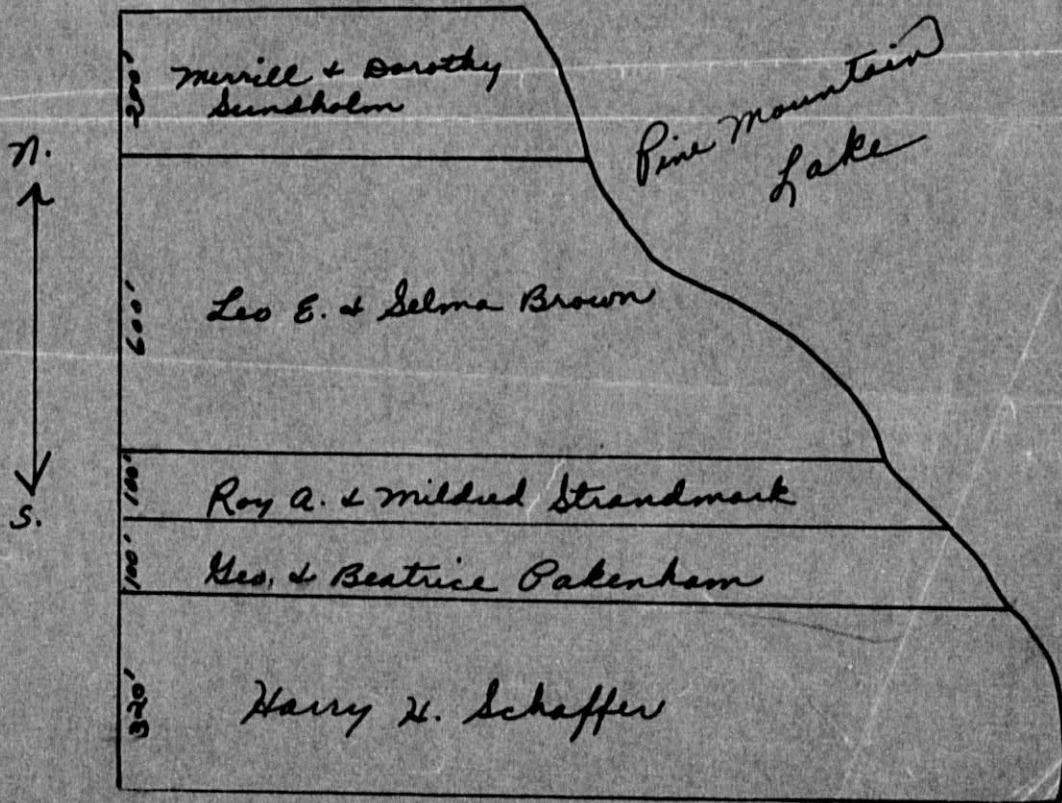 200'
Merrill & Dorothy
Sundholm
Pine Mountain
Lake
N.
600'
Leo E. & Selma Brown
S.
100'
Roy A. & Mildred Strandmark
100'
Geo. & Beatrice Pakenham
320'
Harry H. Schaffer